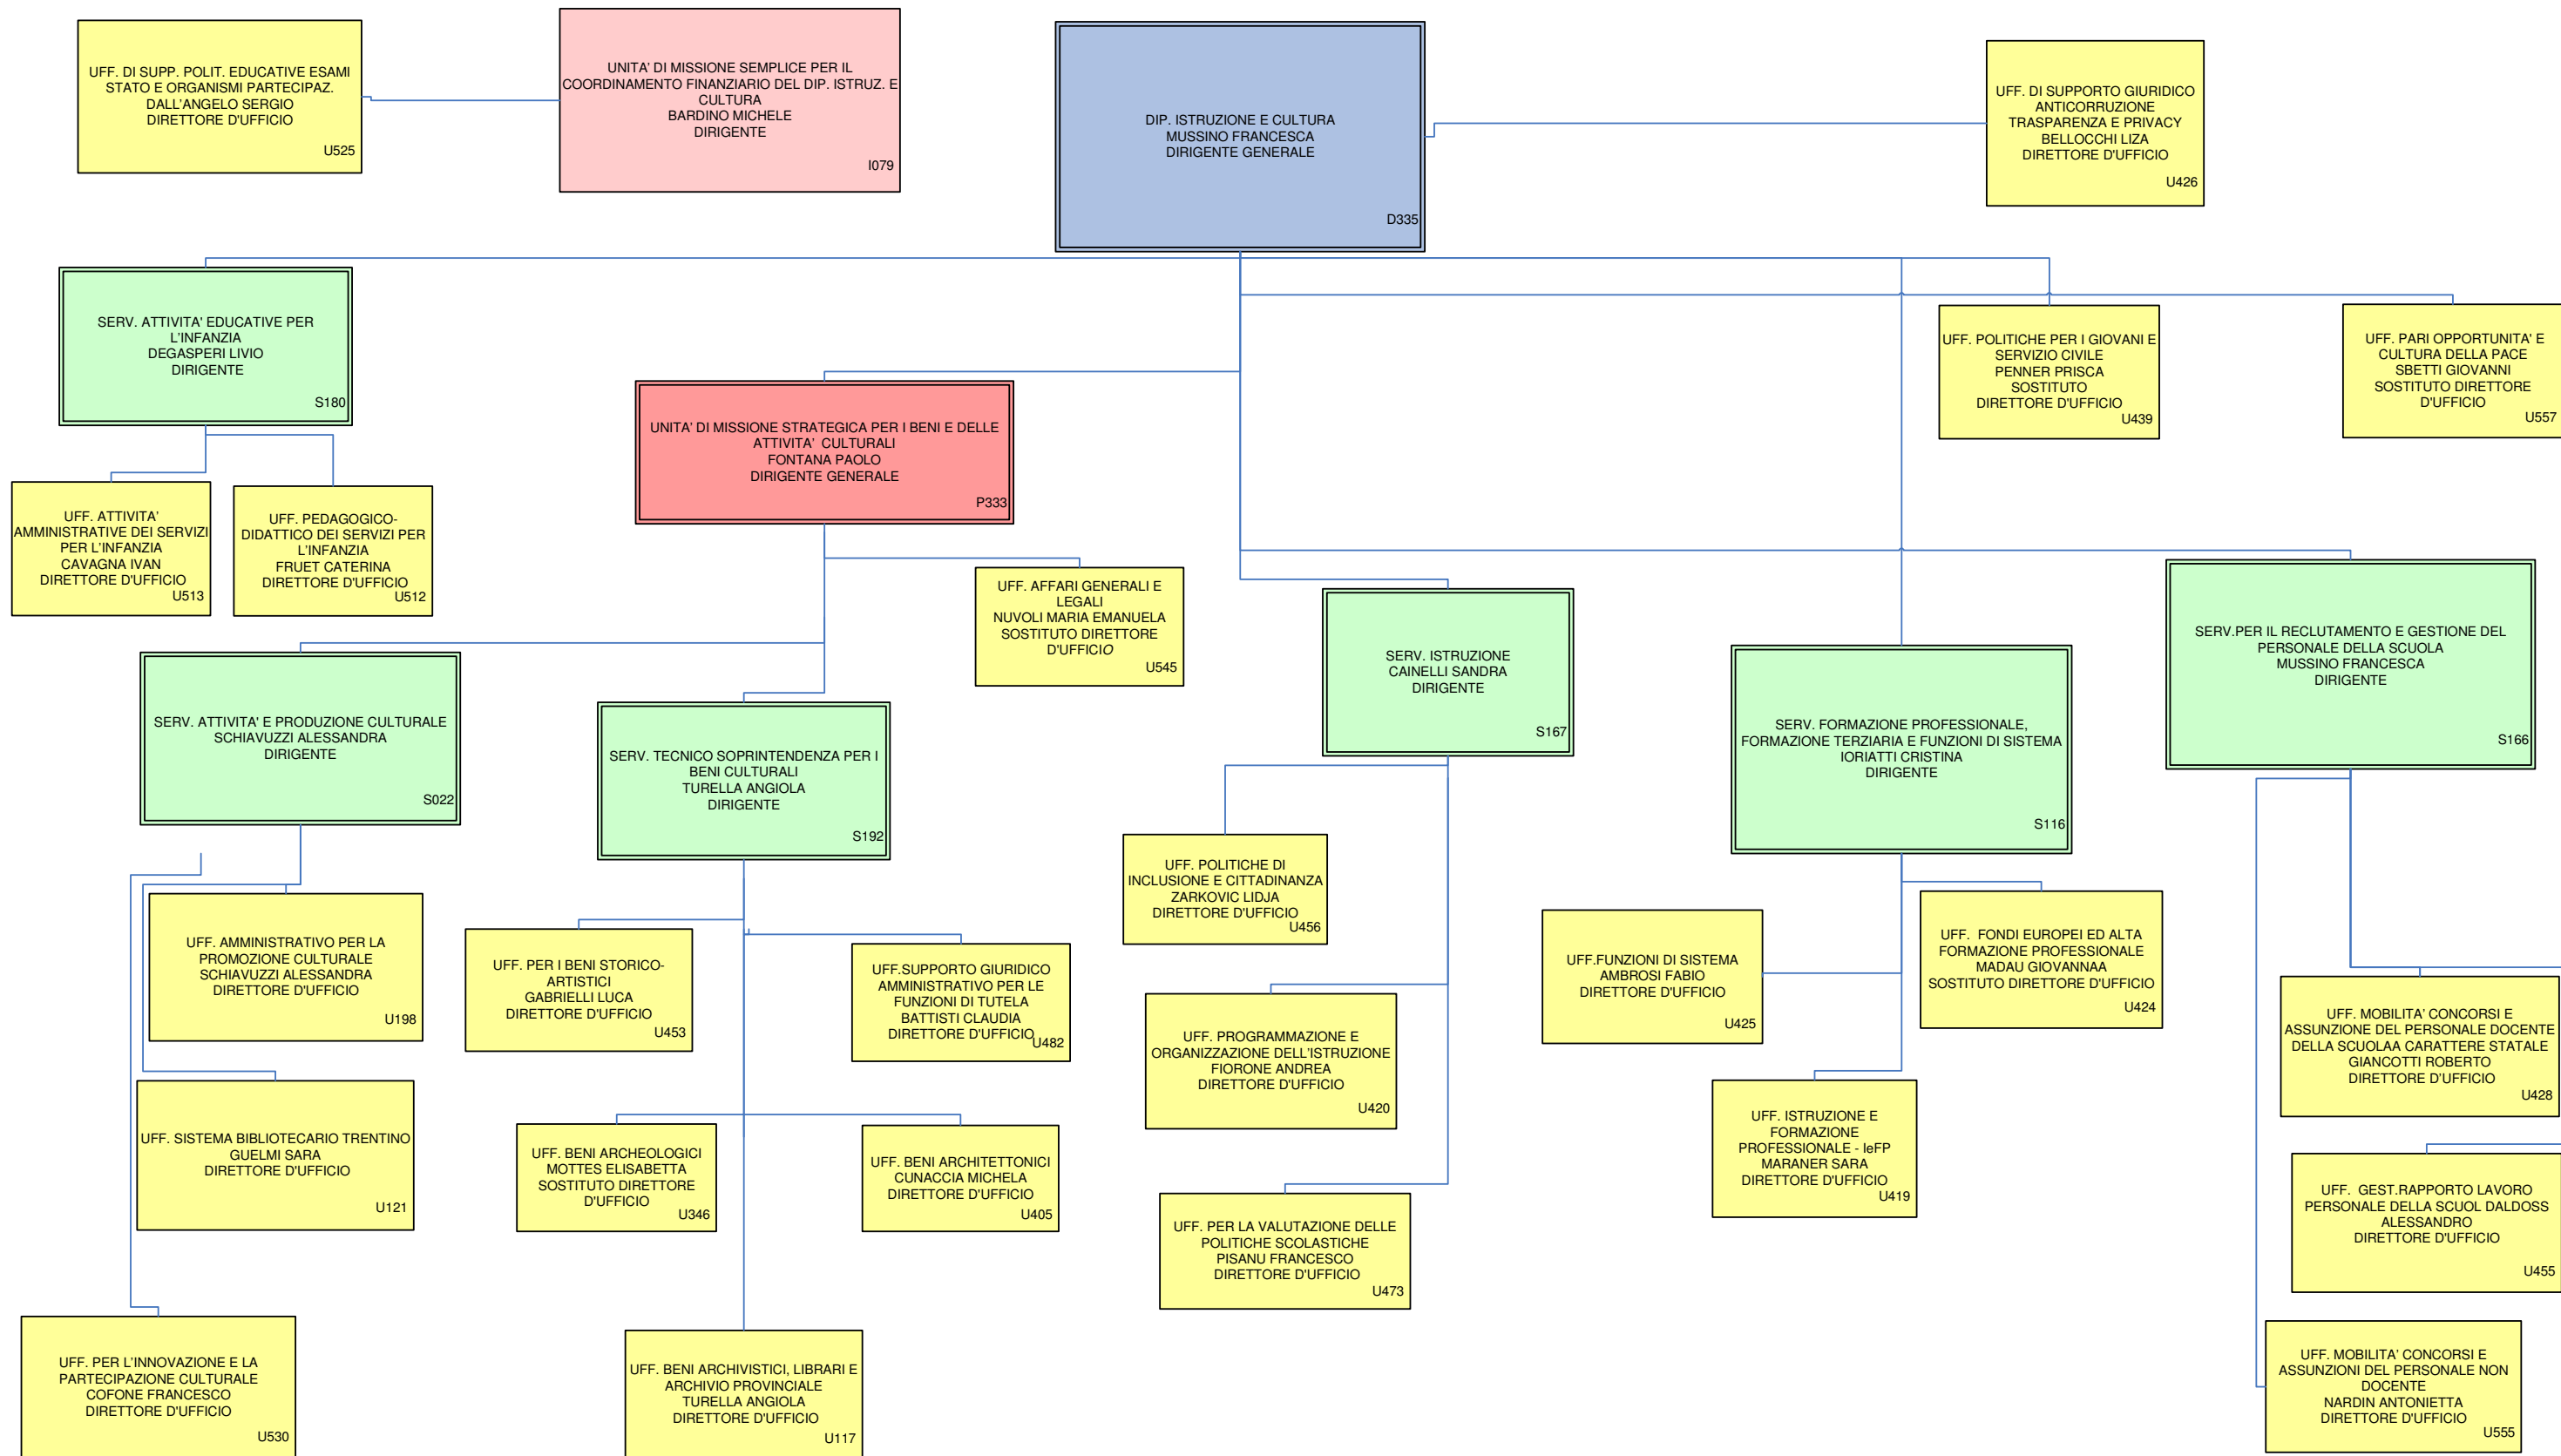 UFF. DI SUPP. POLIT. EDUCATIVE ESAMI
STATO E ORGANISMI PARTECIPAZ.
DALL'ANGELO SERGIO
DIRETTORE D'UFFICIO
U525
UNITA' DI MISSIONE SEMPLICE PER IL
COORDINAMENTO FINANZIARIO DEL DIP. ISTRUZ. E
CULTURA
BARDINO MICHELE
DIRIGENTE
I079
DIP. ISTRUZIONE E CULTURA
MUSSINO FRANCESCA
DIRIGENTE GENERALE
D335
UFF. DI SUPPORTO GIURIDICO
ANTICORRUZIONE
TRASPARENZA E PRIVACY
BELLOCCHI LIZA
DIRETTORE D'UFFICIO
U426
SERV. ATTIVITA' EDUCATIVE PER
L'INFANZIA
DEGASPERI LIVIO
DIRIGENTE
S180
UFF. POLITICHE PER I GIOVANI E
SERVIZIO CIVILE
PENNER PRISCA
SOSTITUTO
DIRETTORE D'UFFICIO
U439
UFF. PARI OPPORTUNITA' E
CULTURA DELLA PACE
SBETTI GIOVANNI
SOSTITUTO DIRETTORE
D'UFFICIO
U557
UNITA' DI MISSIONE STRATEGICA PER I BENI E DELLE
ATTIVITA' CULTURALI
FONTANA PAOLO
DIRIGENTE GENERALE
P333
UFF. ATTIVITA'
AMMINISTRATIVE DEI SERVIZI
PER L'INFANZIA
CAVAGNA IVAN
DIRETTORE D'UFFICIO
U513
UFF. PEDAGOGICO-
DIDATTICO DEI SERVIZI PER
L'INFANZIA
FRUET CATERINA
DIRETTORE D'UFFICIO
U512
UFF. AFFARI GENERALI E
LEGALI
NUVOLI MARIA EMANUELA
SOSTITUTO DIRETTORE
D'UFFICIO
U545
SERV. ISTRUZIONE
CAINELLI SANDRA
DIRIGENTE
S167
SERV. FORMAZIONE PROFESSIONALE,
FORMAZIONE TERZIARIA E FUNZIONI DI SISTEMA
IORIATTI CRISTINA
DIRIGENTE
S116
SERV.PER IL RECLUTAMENTO E GESTIONE DEL
PERSONALE DELLA SCUOLA
MUSSINO FRANCESCA
DIRIGENTE
S166
SERV. ATTIVITA' E PRODUZIONE CULTURALE
SCHIAVUZZI ALESSANDRA
DIRIGENTE
S022
SERV. TECNICO SOPRINTENDENZA PER I
BENI CULTURALI
TURELLA ANGIOLA
DIRIGENTE
S192
UFF. POLITICHE DI
INCLUSIONE E CITTADINANZA
ZARKOVIC LIDJA
DIRETTORE D'UFFICIO
U456
UFF. AMMINISTRATIVO PER LA
PROMOZIONE CULTURALE
SCHIAVUZZI ALESSANDRA
DIRETTORE D'UFFICIO
U198
UFF. PER I BENI STORICO-
ARTISTICI
GABRIELLI LUCA
DIRETTORE D'UFFICIO
U453
UFF.SUPPORTO GIURIDICO
AMMINISTRATIVO PER LE
FUNZIONI DI TUTELA
BATTISTI CLAUDIA
DIRETTORE D'UFFICIO
U482
UFF.FUNZIONI DI SISTEMA
AMBROSI FABIO
DIRETTORE D'UFFICIO
U425
UFF. FONDI EUROPEI ED ALTA
FORMAZIONE PROFESSIONALE
MADAU GIOVANNAA
SOSTITUTO DIRETTORE D'UFFICIO
U424
UFF. PROGRAMMAZIONE E
ORGANIZZAZIONE DELL'ISTRUZIONE
FIORONE ANDREA
DIRETTORE D'UFFICIO
U420
UFF. MOBILITA' CONCORSI E
ASSUNZIONE DEL PERSONALE DOCENTE
DELLA SCUOLAA CARATTERE STATALE
GIANCOTTI ROBERTO
DIRETTORE D'UFFICIO
U428
UFF. SISTEMA BIBLIOTECARIO TRENTINO
GUELMI SARA
DIRETTORE D'UFFICIO
U121
UFF. BENI ARCHEOLOGICI
MOTTES ELISABETTA
SOSTITUTO DIRETTORE
D'UFFICIO
U346
UFF. BENI ARCHITETTONICI
CUNACCIA MICHELA
DIRETTORE D'UFFICIO
U405
UFF. ISTRUZIONE E
FORMAZIONE
PROFESSIONALE - IeFP
MARANER SARA
DIRETTORE D'UFFICIO
U419
UFF. PER LA VALUTAZIONE DELLE
POLITICHE SCOLASTICHE
PISANU FRANCESCO
DIRETTORE D'UFFICIO
U473
UFF. GEST.RAPPORTO LAVORO
PERSONALE DELLA SCUOL DALDOSS
ALESSANDRO
DIRETTORE D'UFFICIO
U455
UFF. PER L'INNOVAZIONE E LA
PARTECIPAZIONE CULTURALE
COFONE FRANCESCO
DIRETTORE D'UFFICIO
U530
UFF. BENI ARCHIVISTICI, LIBRARI E
ARCHIVIO PROVINCIALE
TURELLA ANGIOLA
DIRETTORE D'UFFICIO
U117
UFF. MOBILITA' CONCORSI E
ASSUNZIONI DEL PERSONALE NON
DOCENTE
NARDIN ANTONIETTA
DIRETTORE D'UFFICIO
U555